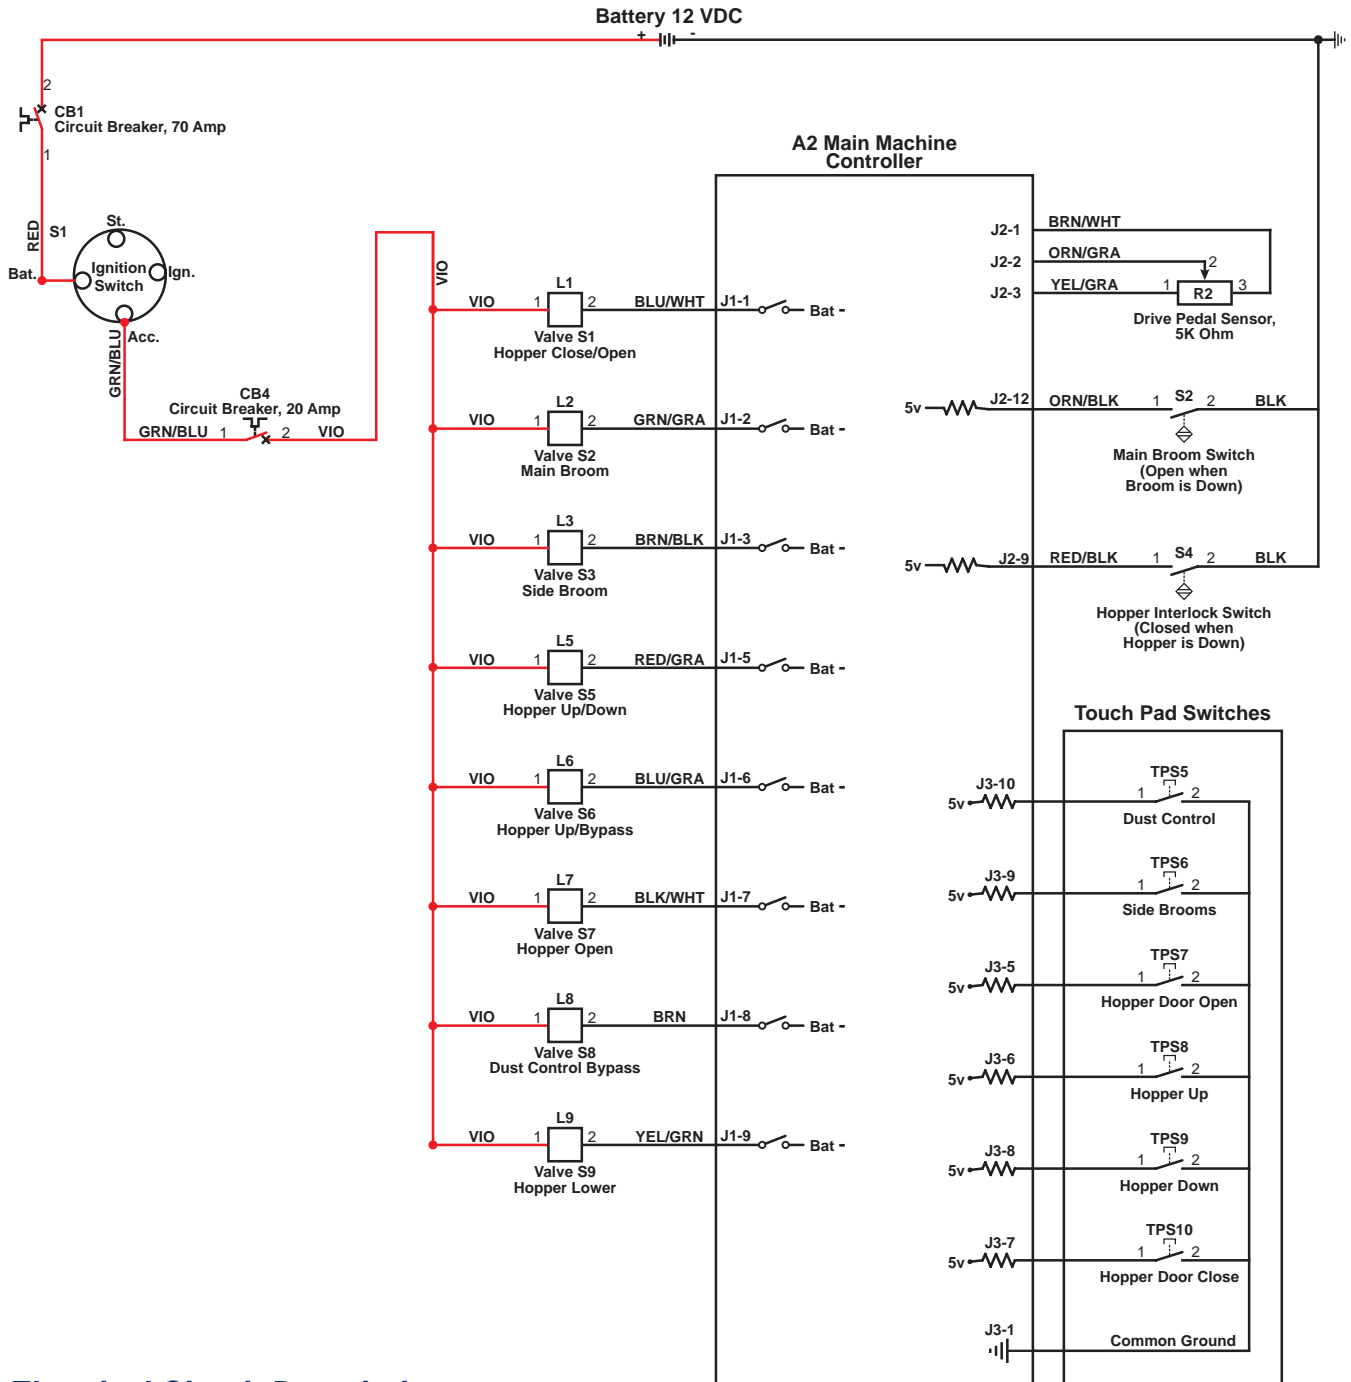 Battery 12 VDC
+ -
2
CB1
Circuit Breaker, 70 Amp
1
RED
S1
St.
Bat.
Ignition
Switch
Ign.
Acc.
GRN/BLU
CB4
Circuit Breaker, 20 Amp
GRN/BLU 1 2 VIO
VIO
A2 Main Machine
Controller
L1
VIO 1 2 BLU/WHT J1-1 Bat -
Valve S1
Hopper Close/Open
L2
VIO 1 2 GRN/GRA J1-2 Bat -
Valve S2
Main Broom
L3
VIO 1 2 BRN/BLK J1-3 Bat -
Valve S3
Side Broom
L5
VIO 1 2 RED/GRA J1-5 Bat -
Valve S5
Hopper Up/Down
L6
VIO 1 2 BLU/GRA J1-6 Bat -
Valve S6
Hopper Up/Bypass
L7
VIO 1 2 BLK/WHT J1-7 Bat -
Valve S7
Hopper Open
L8
VIO 1 2 BRN J1-8 Bat -
Valve S8
Dust Control Bypass
L9
VIO 1 2 YEL/GRN J1-9 Bat -
Valve S9
Hopper Lower
J2-1 BRN/WHT
J2-2 ORN/GRA 2
J2-3 YEL/GRA 1 R2 3
Drive Pedal Sensor,
5K Ohm
5v J2-12 ORN/BLK 1 S2 2 BLK
Main Broom Switch
(Open when
Broom is Down)
5v J2-9 RED/BLK 1 S4 2 BLK
Hopper Interlock Switch
(Closed when
Hopper is Down)
Touch Pad Switches
TPS5
5v J3-10 1 2
Dust Control
TPS6
5v J3-9 1 2
Side Brooms
TPS7
5v J3-5 1 2
Hopper Door Open
TPS8
5v J3-6 1 2
Hopper Up
TPS9
5v J3-8 1 2
Hopper Down
TPS10
5v J3-7 1 2
Hopper Door Close
J3-1 Common Ground